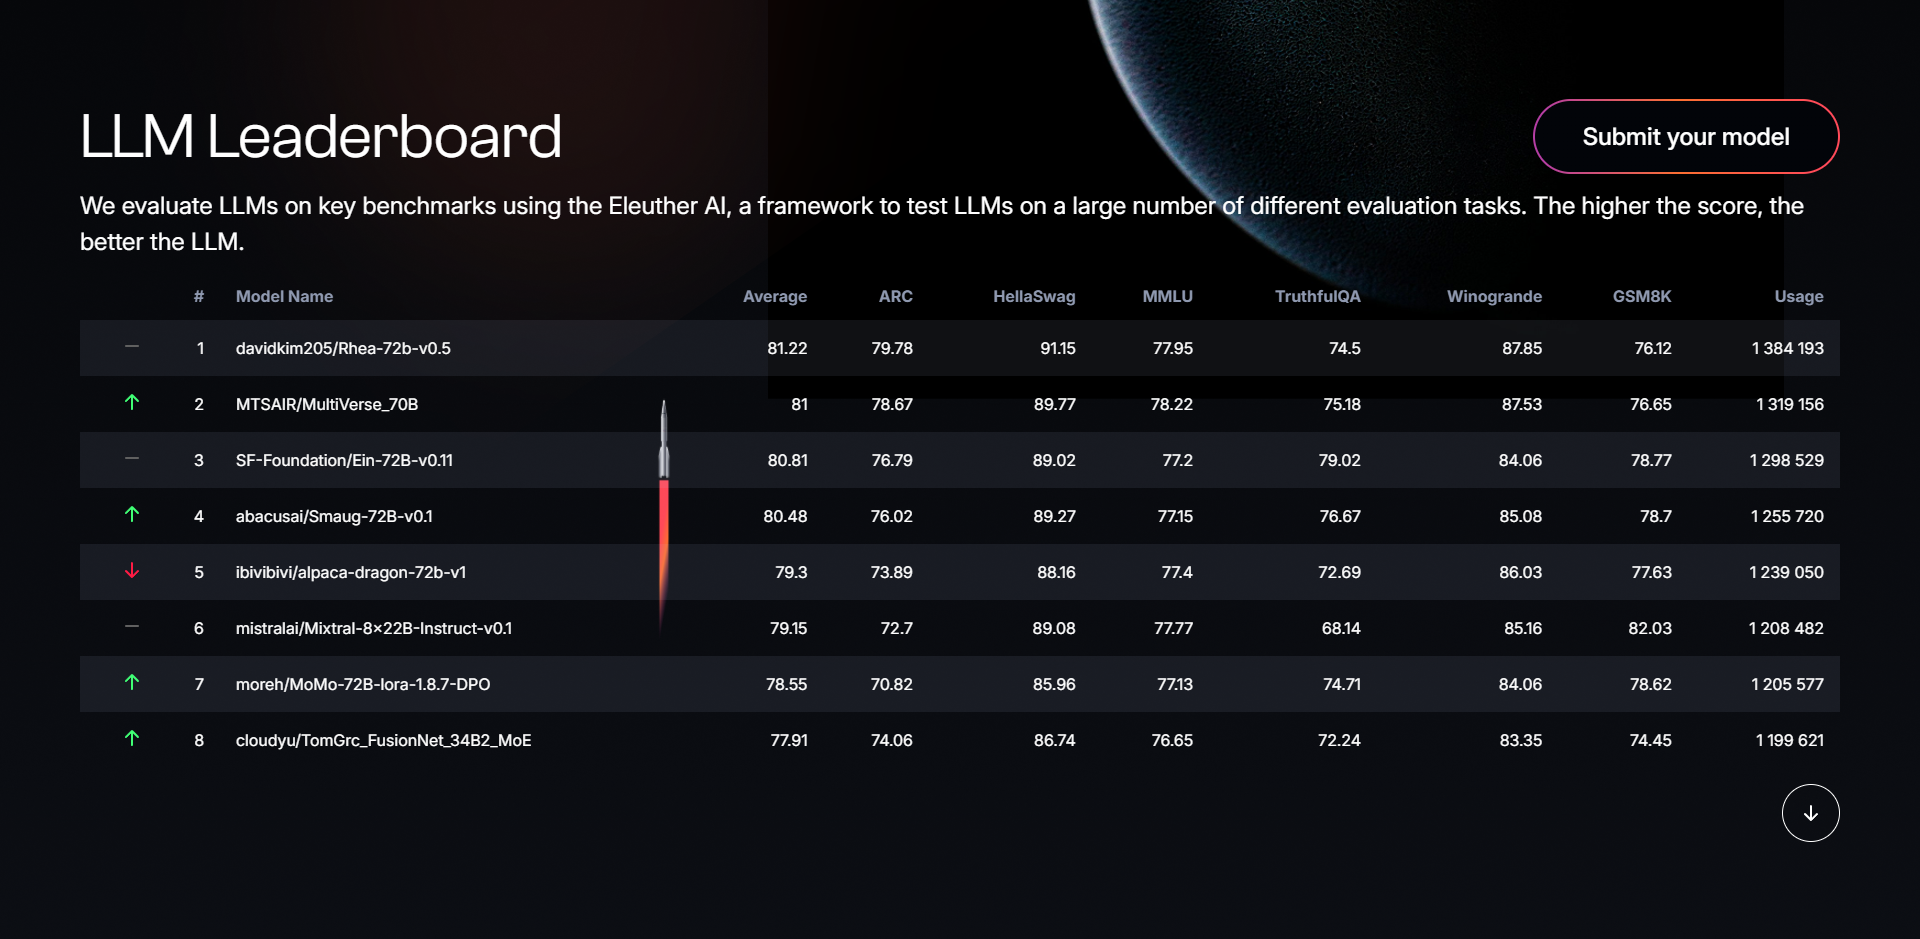 LLM Leaderboard
Submit your model
We evaluate LLMs on key benchmarks using the Eleuther AI, a framework to test LLMs on a large number of different evaluation tasks. The higher the score, the
better the LLM.
# Model Name Average ARC HellaSwag MMLU TruthfulQA Winogrande GSM8K Usage
1 davidkim205/Rhea-72b-v0.5 81.22 79.78 91.15 77.95 74.5 87.85 76.12 1 384 193
2 MTSAIR/MultiVerse_70B 81 78.67 89.77 78.22 75.18 87.53 76.65 1 319 156
3 SF-Foundation/Ein-72B-v0.11 80.81 76.79 89.02 77.2 79.02 84.06 78.77 1 298 529
4 abacusai/Smaug-72B-v0.1 80.48 76.02 89.27 77.15 76.67 85.08 78.7 1 255 720
5 ibivibivi/alpaca-dragon-72b-v1 79.3 73.89 88.16 77.4 72.69 86.03 77.63 1 239 050
6 mistralai/Mixtral-8×22B-Instruct-v0.1 79.15 72.7 89.08 77.77 68.14 85.16 82.03 1 208 482
7 moreh/MoMo-72B-lora-1.8.7-DPO 78.55 70.82 85.96 77.13 74.71 84.06 78.62 1 205 577
8 cloudyu/TomGrc_FusionNet_34B2_MoE 77.91 74.06 86.74 76.65 72.24 83.35 74.45 1 199 621